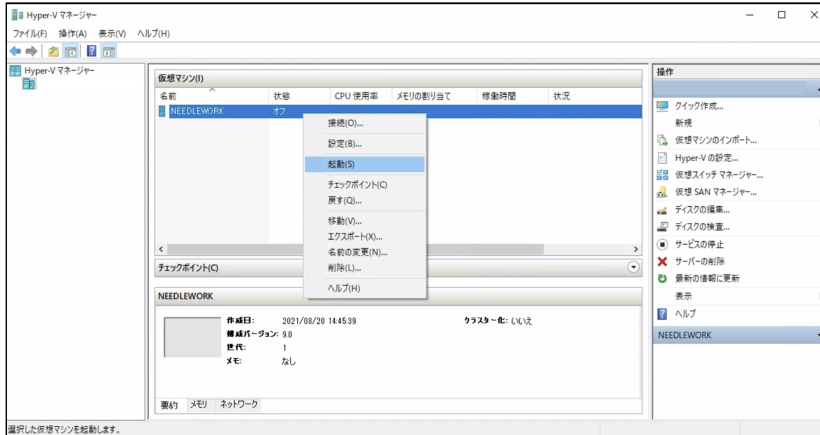 Hyper-V マネージャー
ファイル(F) 操作(A) 表示(V) ヘルプ(H)
Hyper-V マネージャー
仮想マシン(I)
名前 状態 CPU 使用率 メモリの割り当て 稼働時間 状況
NEEDLEWORK オフ
接続(O)...
設定(B)...
起動(S)
チェックポイント(C)
戻す(Q)...
移動(V)...
エクスポート(X)...
名前の変更(N)...
削除(L)...
ヘルプ(H)
チェックポイント(C)
NEEDLEWORK
作成日: 2021/08/20 14:45:39 クラスター化: いいえ
構成バージョン: 9.0
世代: 1
メモ: なし
要約 メモリ ネットワーク
操作
クイック作成...
新規
仮想マシンのインポート...
Hyper-V の設定...
仮想スイッチ マネージャー...
仮想 SAN マネージャー...
ディスクの編集...
ディスクの検査...
サービスの停止
サーバーの削除
最新の情報に更新
表示
ヘルプ
NEEDLEWORK
選択した仮想マシンを起動します。